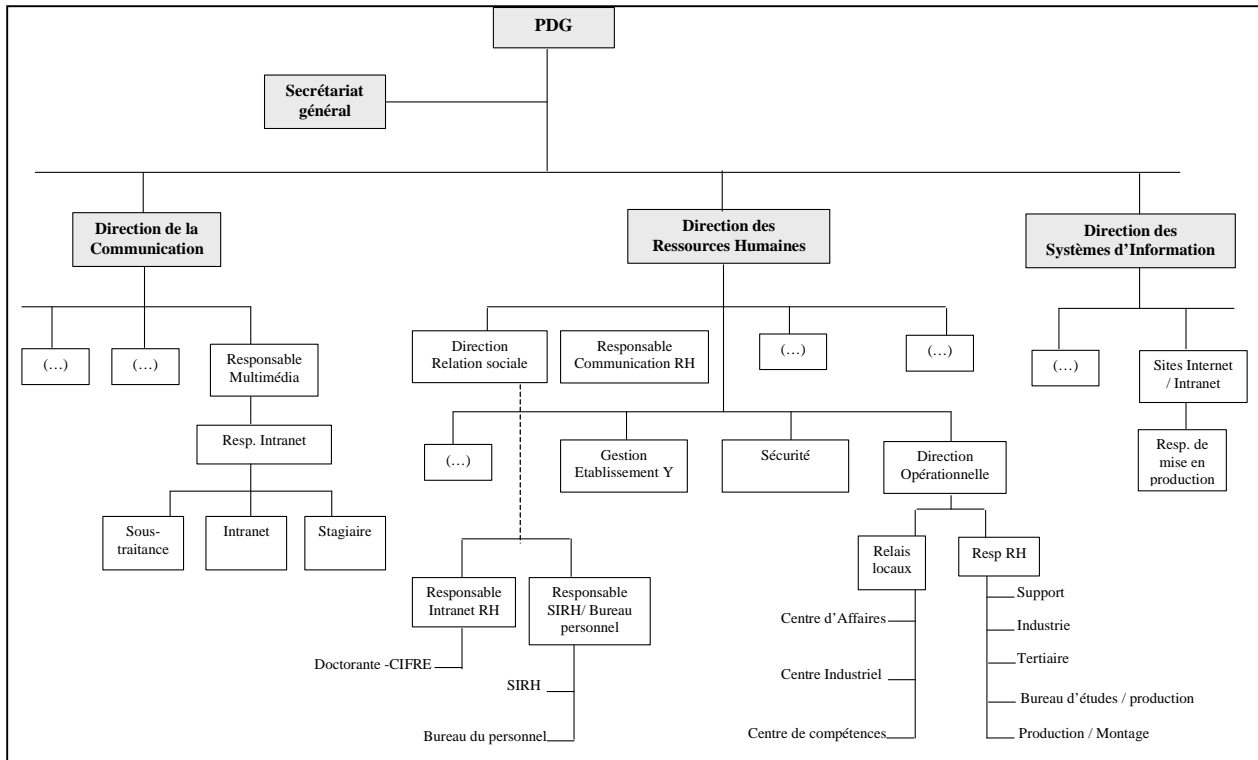 PDG
Secrétariat
général
Direction de la
Communication
Direction des
Ressources Humaines
Direction des
Systèmes d’Information
(…)
(…)
Responsable
Multimédia
Direction
Relation sociale
Responsable
Communication RH
(…)
(…)
(…)
Sites Internet
/ Intranet
Resp. Intranet
(…)
Gestion
Etablissement Y
Sécurité
Direction
Opérationnelle
Resp. de
mise en
production
Sous-
traitance
Intranet
Stagiaire
Relais
locaux
Resp RH
Responsable
Intranet RH
Responsable
SIRH/ Bureau
personnel
Doctorante -CIFRE
SIRH
Bureau du personnel
Centre d’Affaires
Centre Industriel
Centre de compétences
Support
Industrie
Tertiaire
Bureau d’études / production
Production / Montage